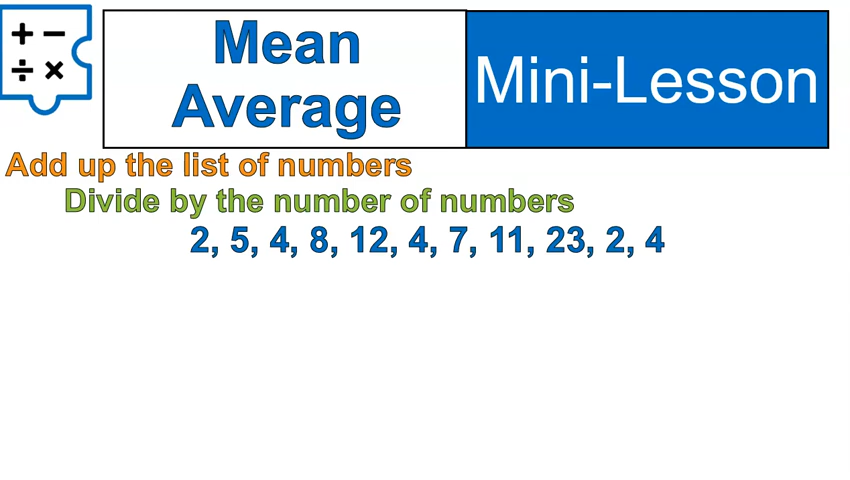 + −
÷ ×
Mean
Average
Mini-Lesson
Add up the list of numbers
Divide by the number of numbers
2, 5, 4, 8, 12, 4, 7, 11, 23, 2, 4